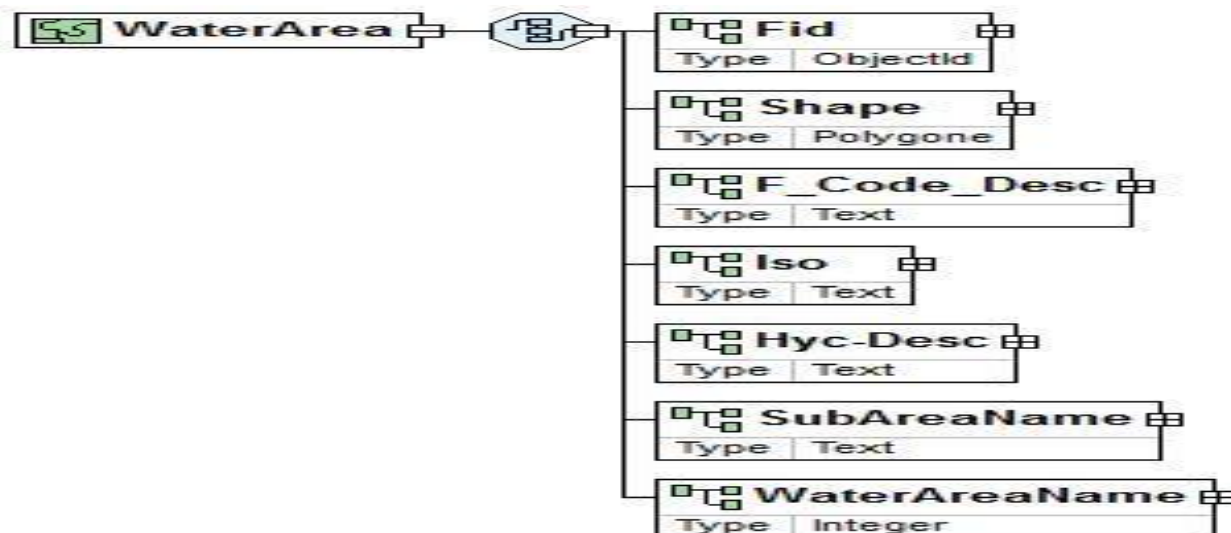 WaterArea
Fid
Type ObjectId
Shape
Type Polygone
F_Code_Desc
Type Text
Iso
Type Text
Hyc-Desc
Type Text
SubAreaName
Type Text
WaterAreaName
Type Integer